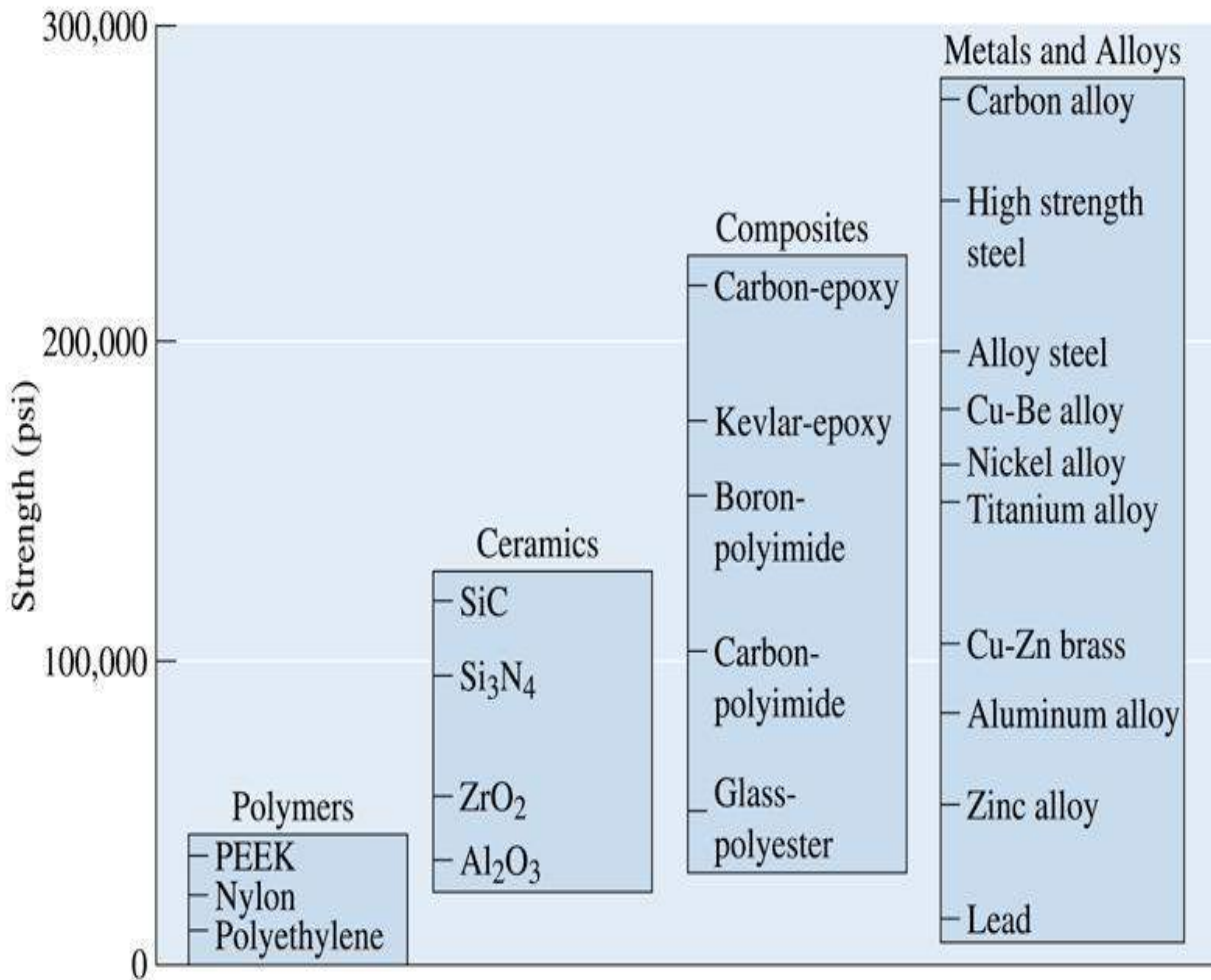 300,000
200,000
100,000
0
Strength (psi)
Polymers
PEEK
Nylon
Polyethylene
Ceramics
SiC
Si₃N₄
ZrO₂
Al₂O₃
Composites
Carbon-epoxy
Kevlar-epoxy
Boron-
polyimide
Carbon-
polyimide
Glass-
polyester
Metals and Alloys
Carbon alloy
High strength
steel
Alloy steel
Cu-Be alloy
Nickel alloy
Titanium alloy
Cu-Zn brass
Aluminum alloy
Zinc alloy
Lead